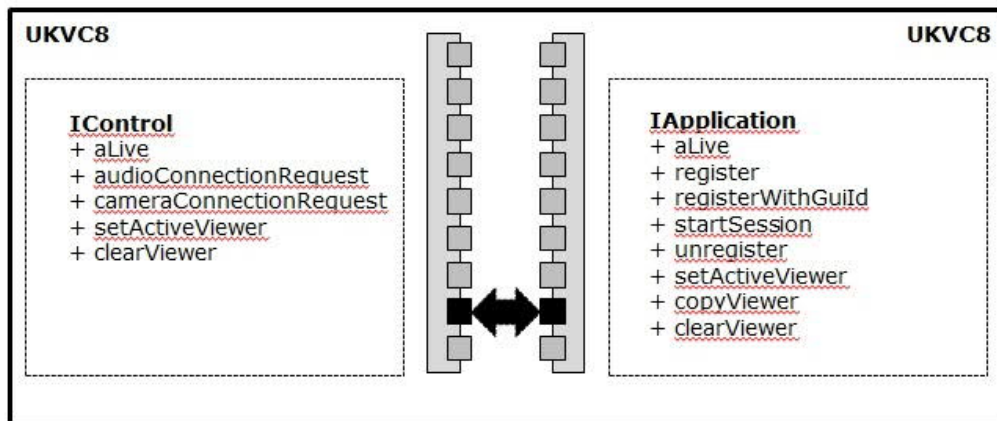 UKVC8
IControl
+ aLive
+ audioConnectionRequest
+ cameraConnectionRequest
+ setActiveViewer
+ clearViewer
UKVC8
IApplication
+ aLive
+ register
+ registerWithGuiId
+ startSession
+ unregister
+ setActiveViewer
+ copyViewer
+ clearViewer